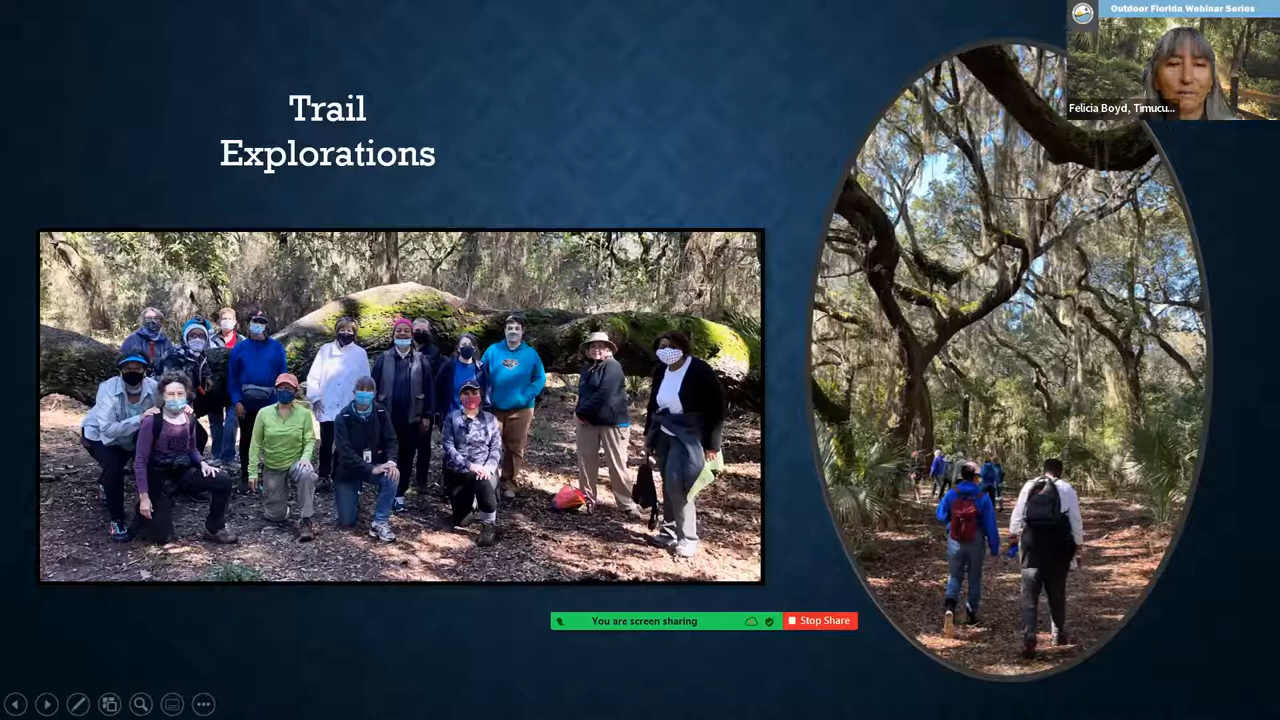 Outdoor Florida Webinar Series
Felicia Boyd, Timucu...
Trail
Explorations
You are screen sharing
Stop Share